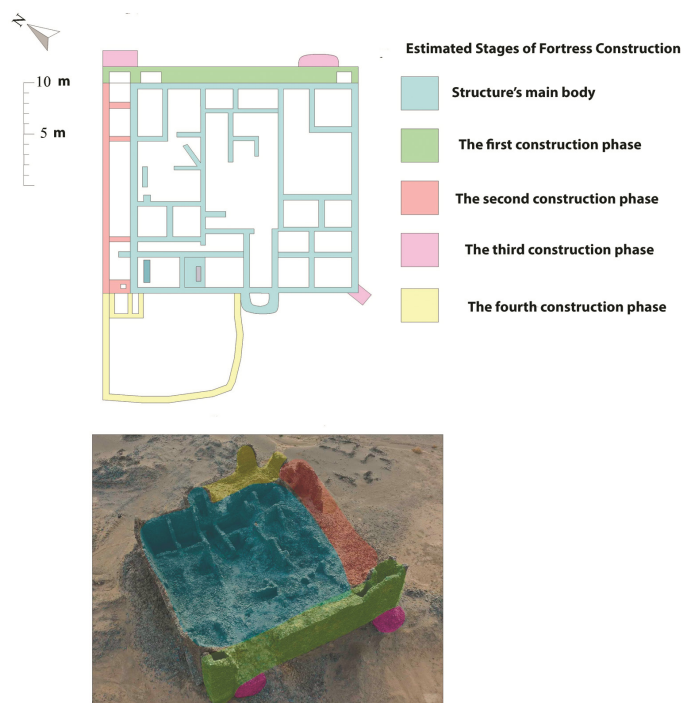 N
Estimated Stages of Fortress Construction
10 m
Structure's main body
5 m
The first construction phase
The second construction phase
The third construction phase
The fourth construction phase